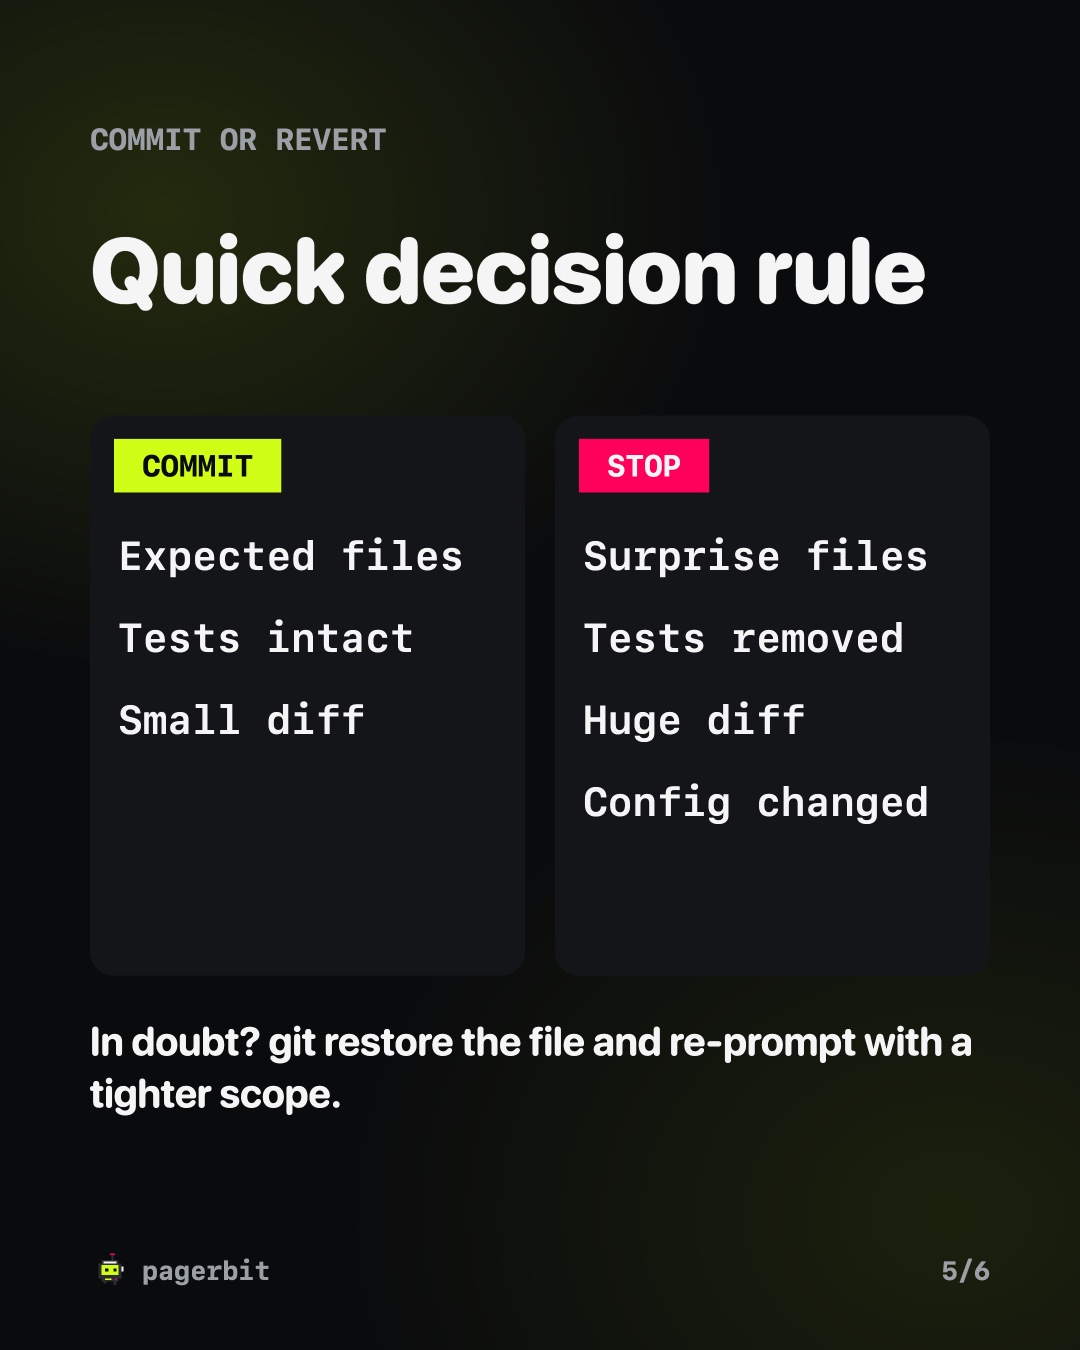 COMMIT OR REVERT
Quick decision rule
COMMIT
Expected files
Tests intact
Small diff
STOP
Surprise files
Tests removed
Huge diff
Config changed
In doubt? git restore the file and re-prompt with a
tighter scope.
pagerbit
5/6